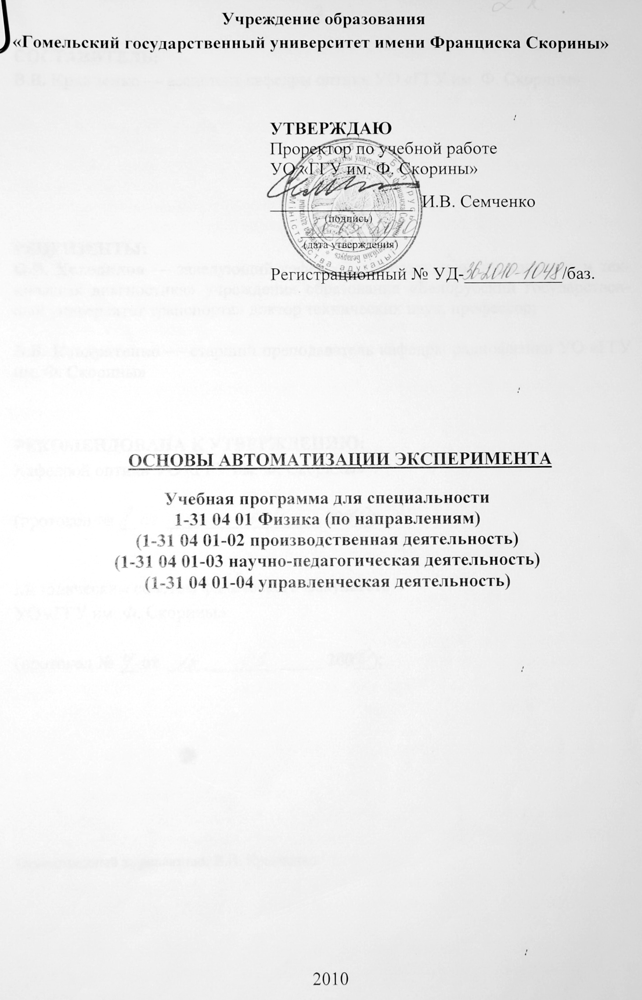 Учреждение образования
«Гомельский государственный университет имени Франциска Скорины»
УТВЕРЖДАЮ
Проректор по учебной работе
УО «ГГУ им. Ф. Скорины»
И.В. Семченко
(подпись)
(дата утверждения)
Регистрационный № УД-36-2010-1048/баз.
ОСНОВЫ АВТОМАТИЗАЦИИ ЭКСПЕРИМЕНТА
Учебная программа для специальности
1-31 04 01 Физика (по направлениям)
(1-31 04 01-02 производственная деятельность)
(1-31 04 01-03 научно-педагогическая деятельность)
(1-31 04 01-04 управленческая деятельность)
2010